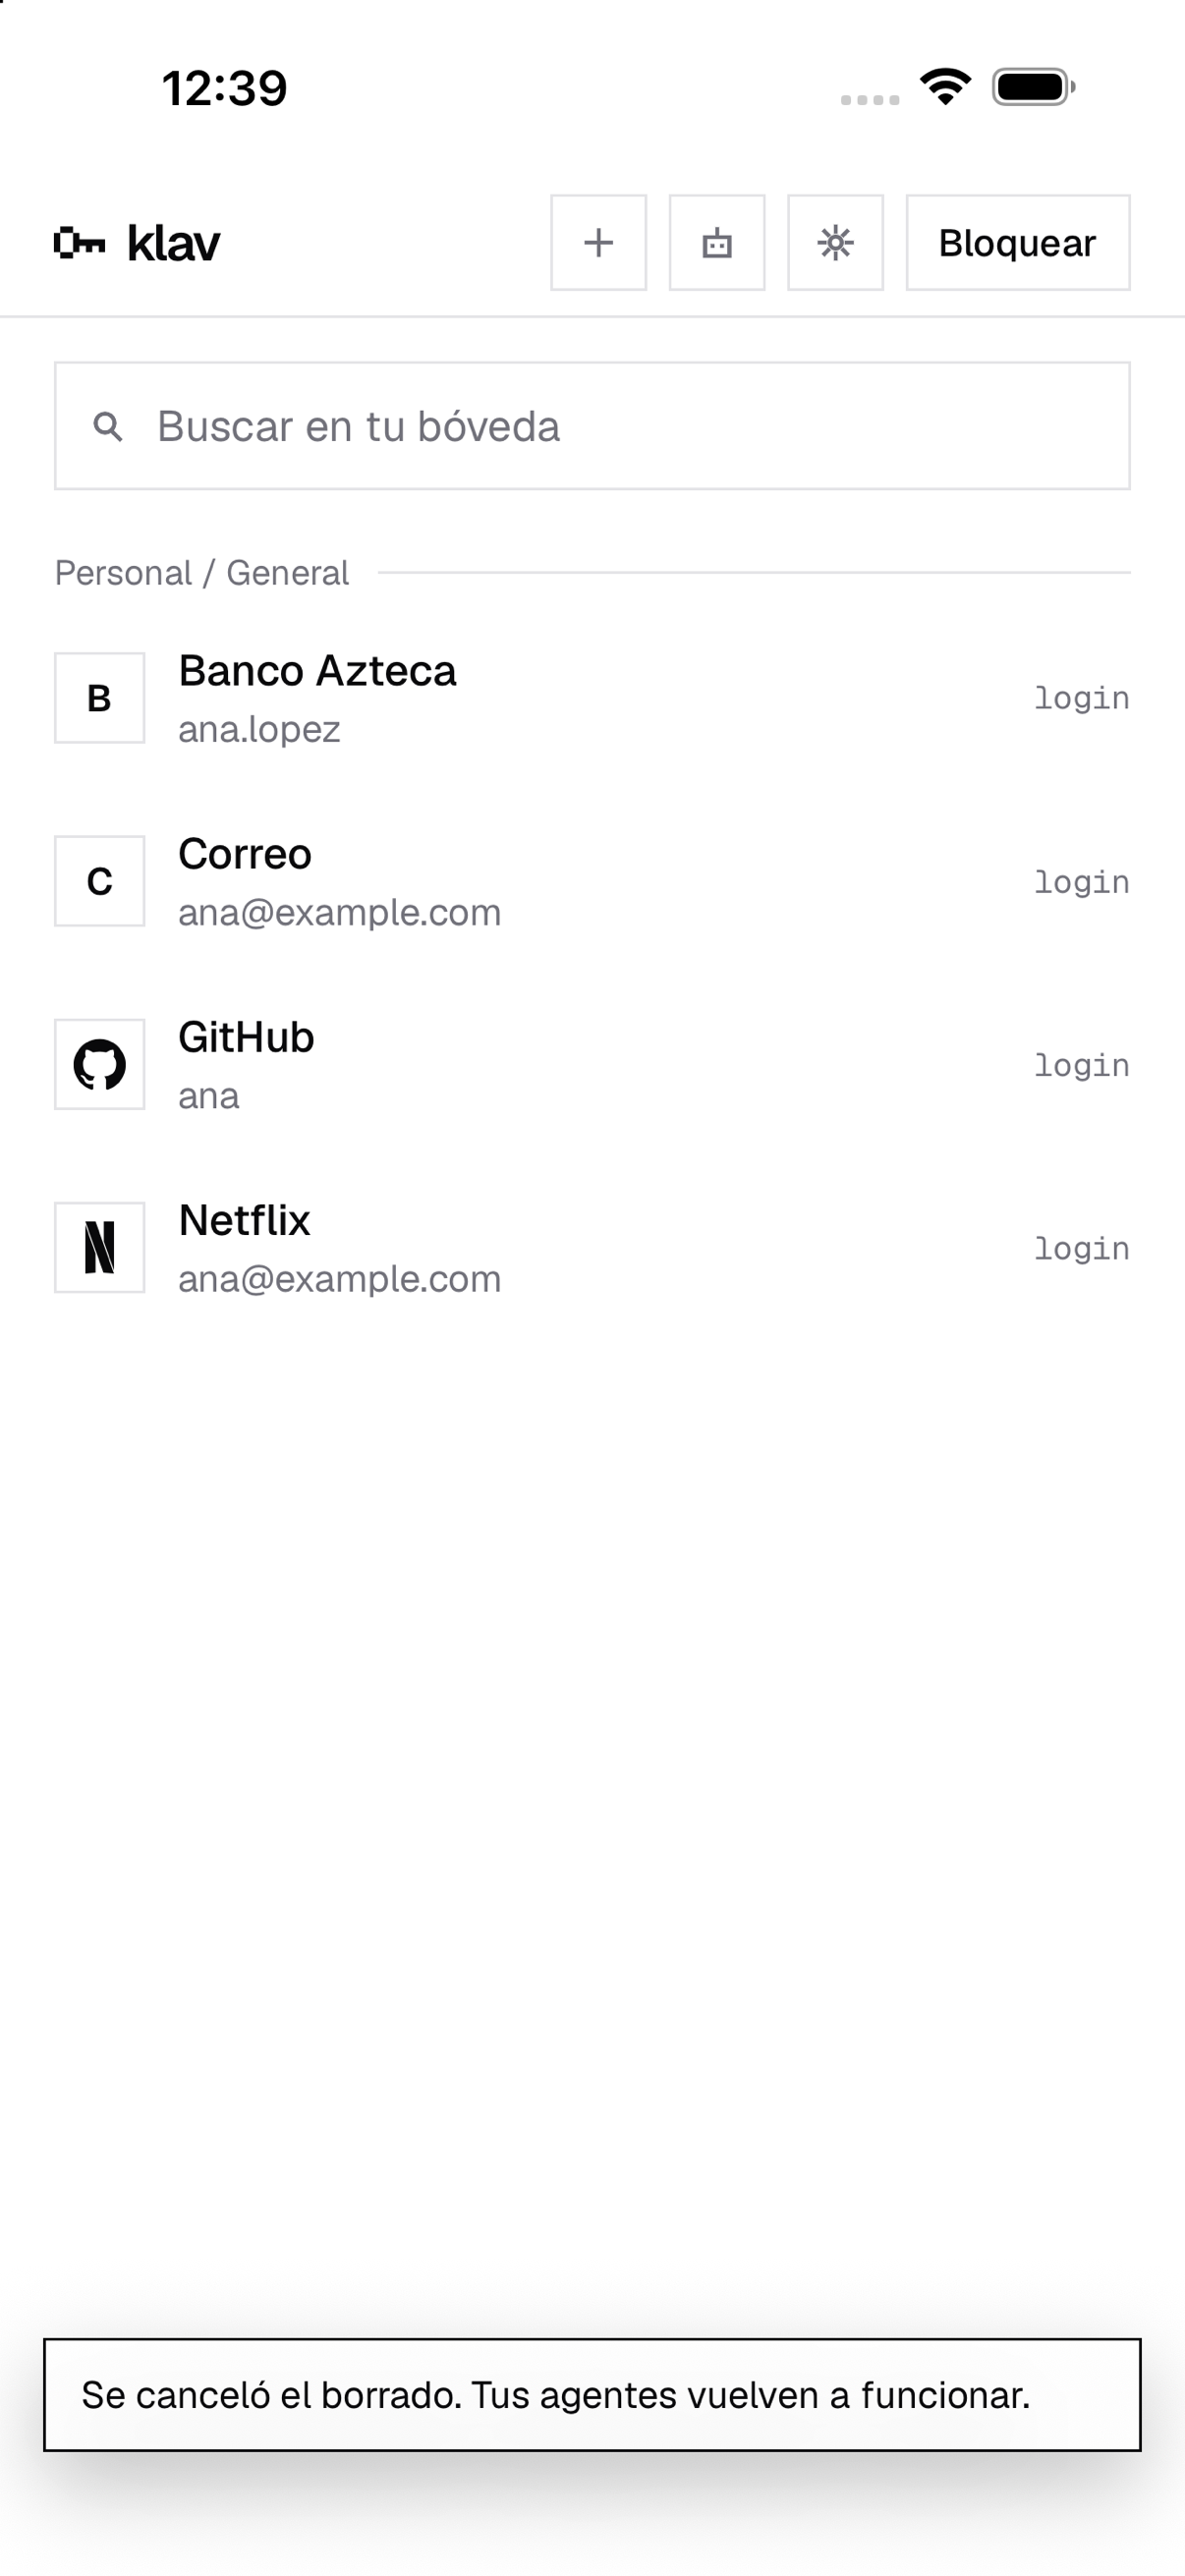 12:39
klav
Bloquear
Buscar en tu bóveda
Personal / General
B
Banco Azteca
ana.lopez
login
C
Correo
ana@example.com
login
GitHub
ana
login
N
Netflix
ana@example.com
login
Se canceló el borrado. Tus agentes vuelven a funcionar.